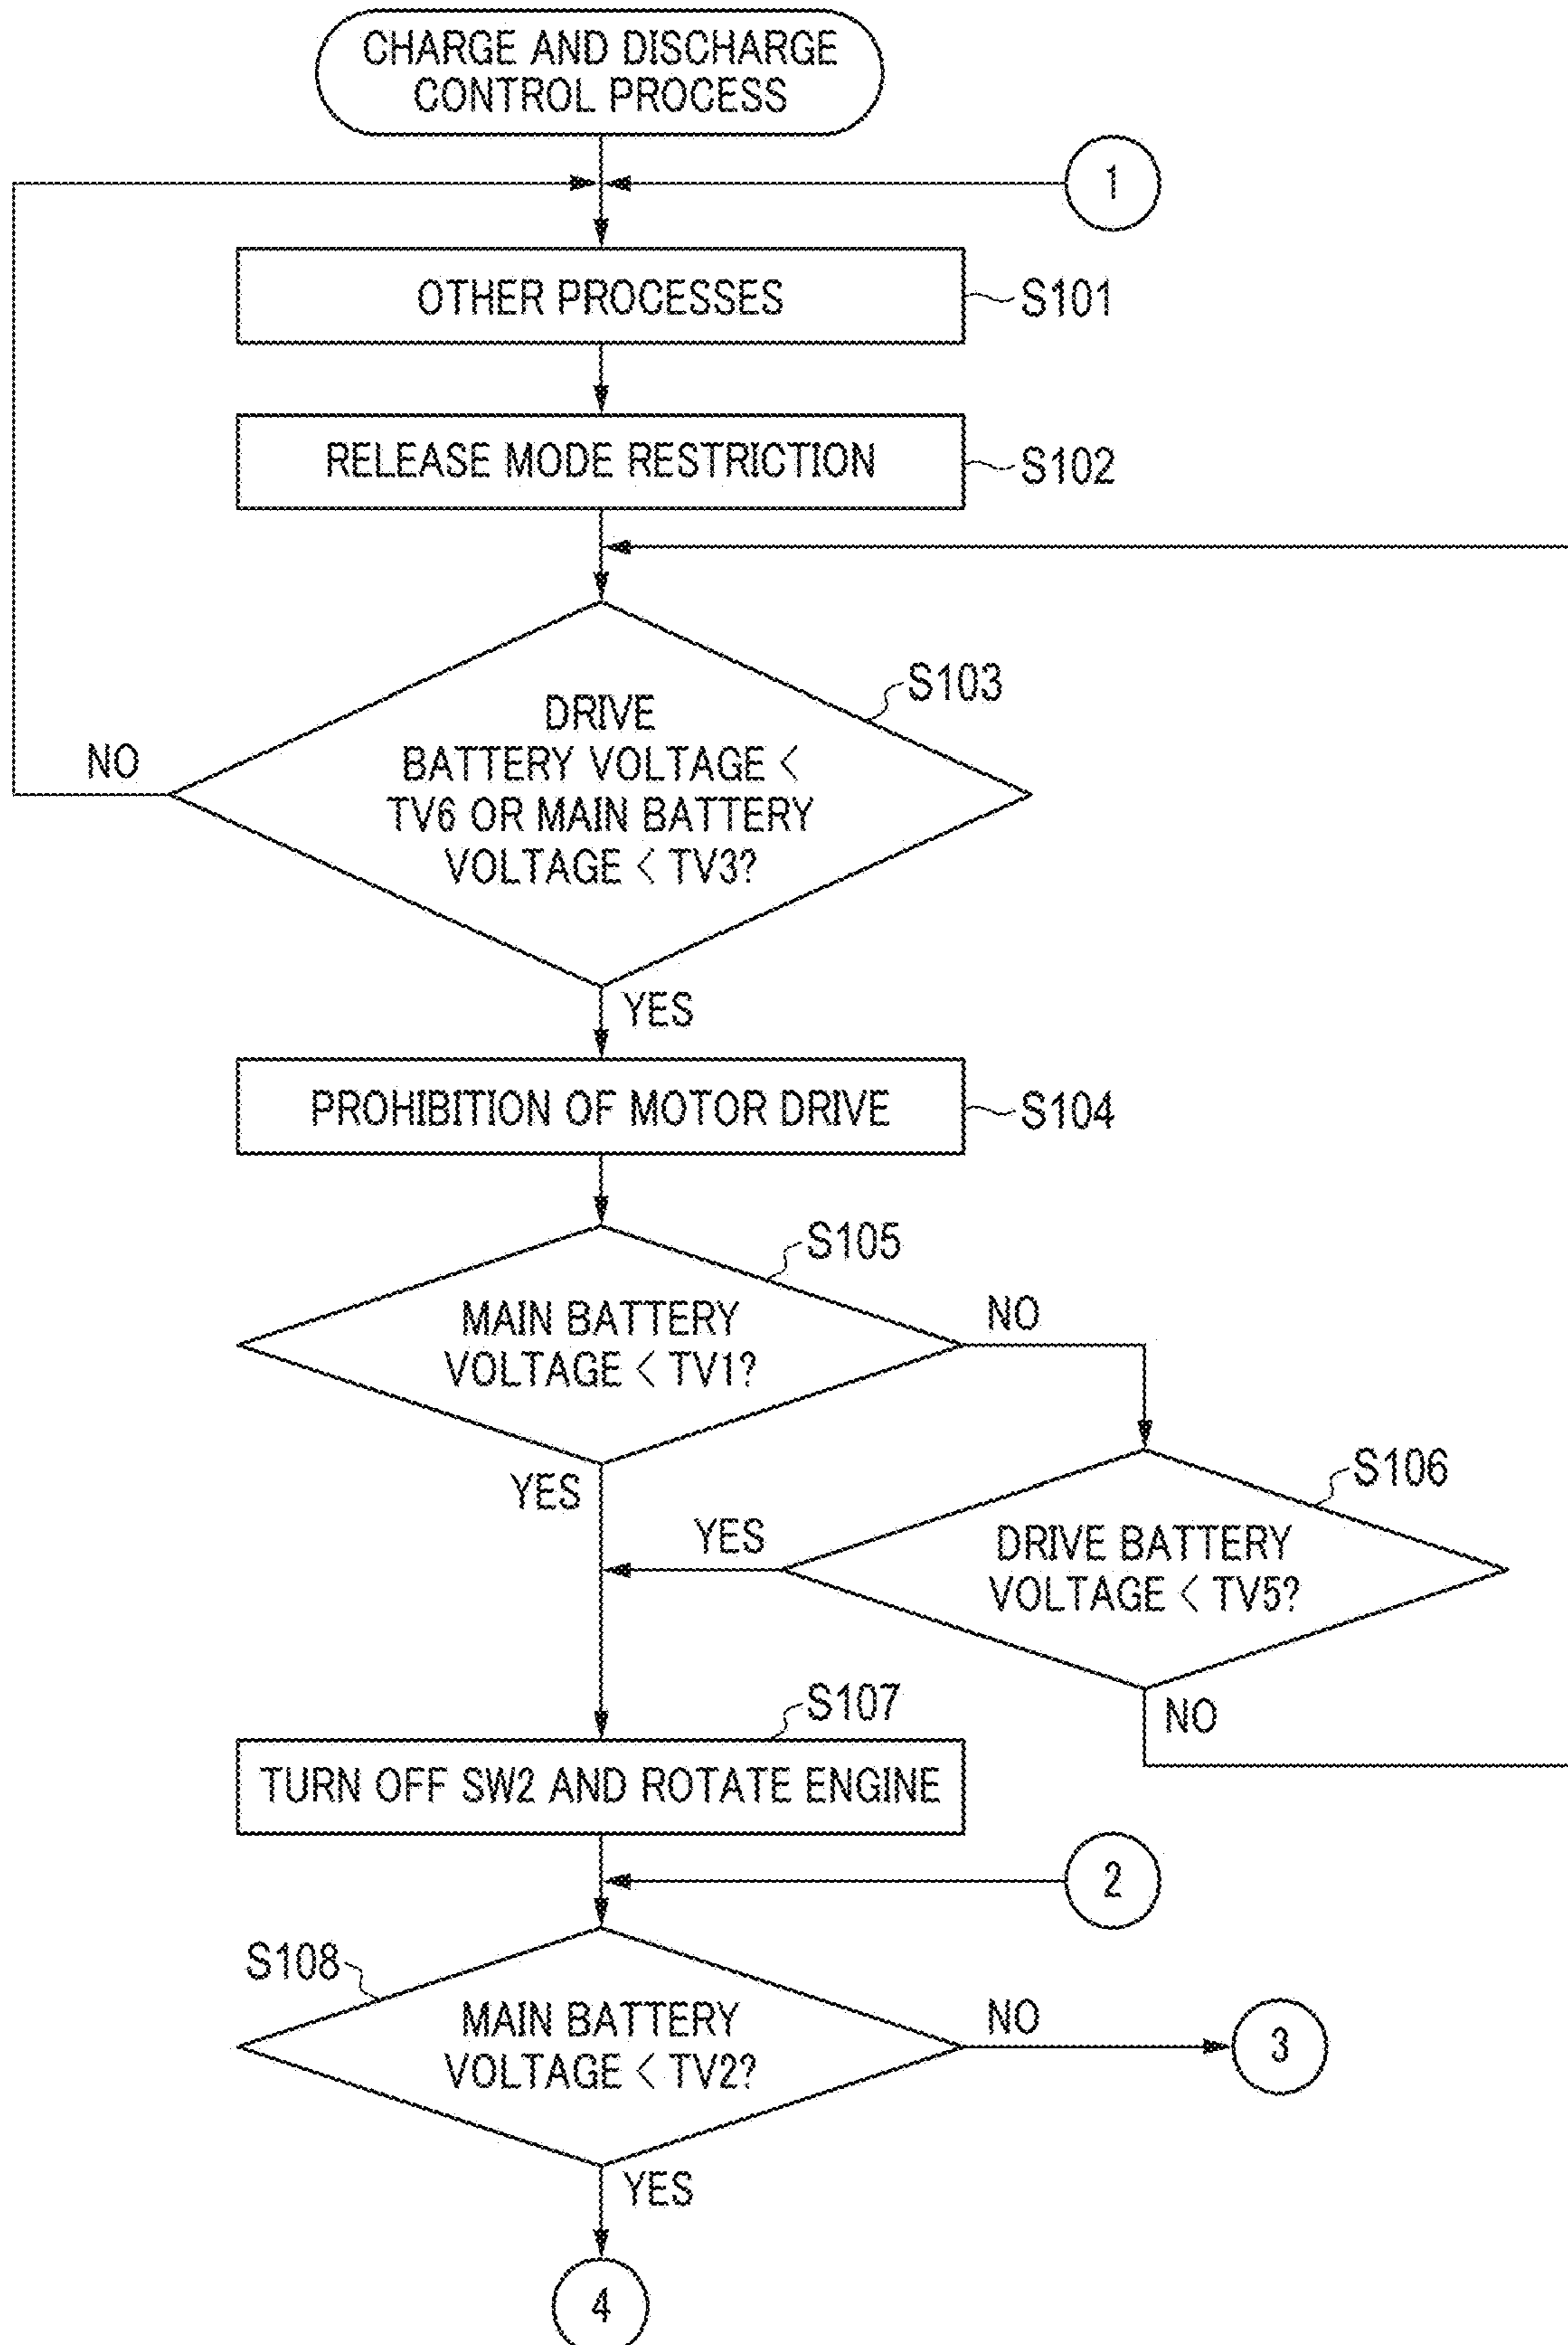 CHARGE AND DISCHARGE
CONTROL PROCESS
1
OTHER PROCESSES
S101
RELEASE MODE RESTRICTION
S102
S103
DRIVE
BATTERY VOLTAGE <
TV6 OR MAIN BATTERY
VOLTAGE < TV3?
NO
YES
PROHIBITION OF MOTOR DRIVE
S104
S105
MAIN BATTERY
VOLTAGE < TV1?
NO
YES
S106
DRIVE BATTERY
VOLTAGE < TV5?
YES
NO
S107
TURN OFF SW2 AND ROTATE ENGINE
2
S108
MAIN BATTERY
VOLTAGE < TV2?
NO
3
YES
4